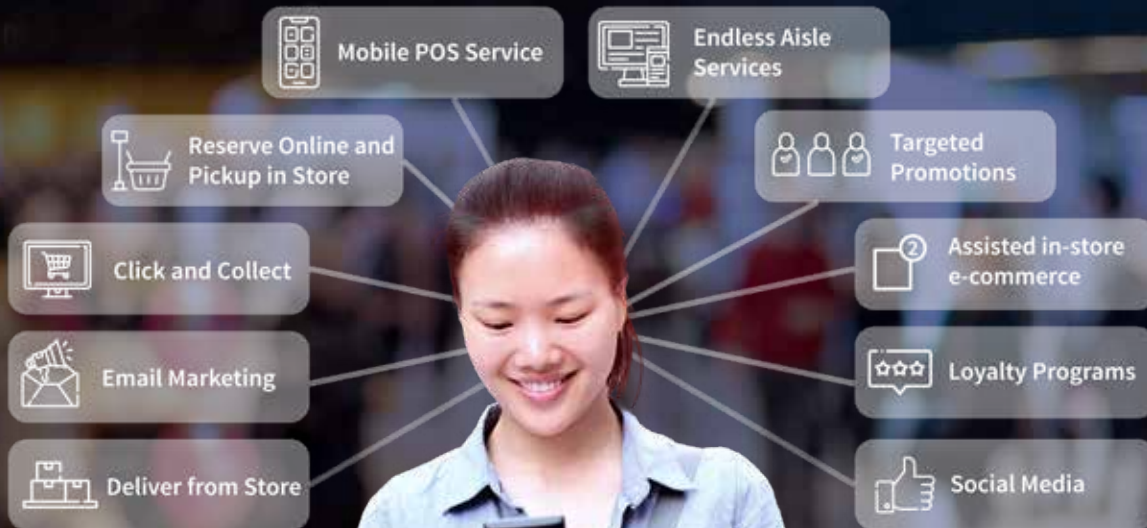 Mobile POS Service
Endless Aisle
Services
Reserve Online and
Pickup in Store
Targeted
Promotions
Click and Collect
2
Assisted in-store
e-commerce
Email Marketing
Loyalty Programs
Deliver from Store
Social Media